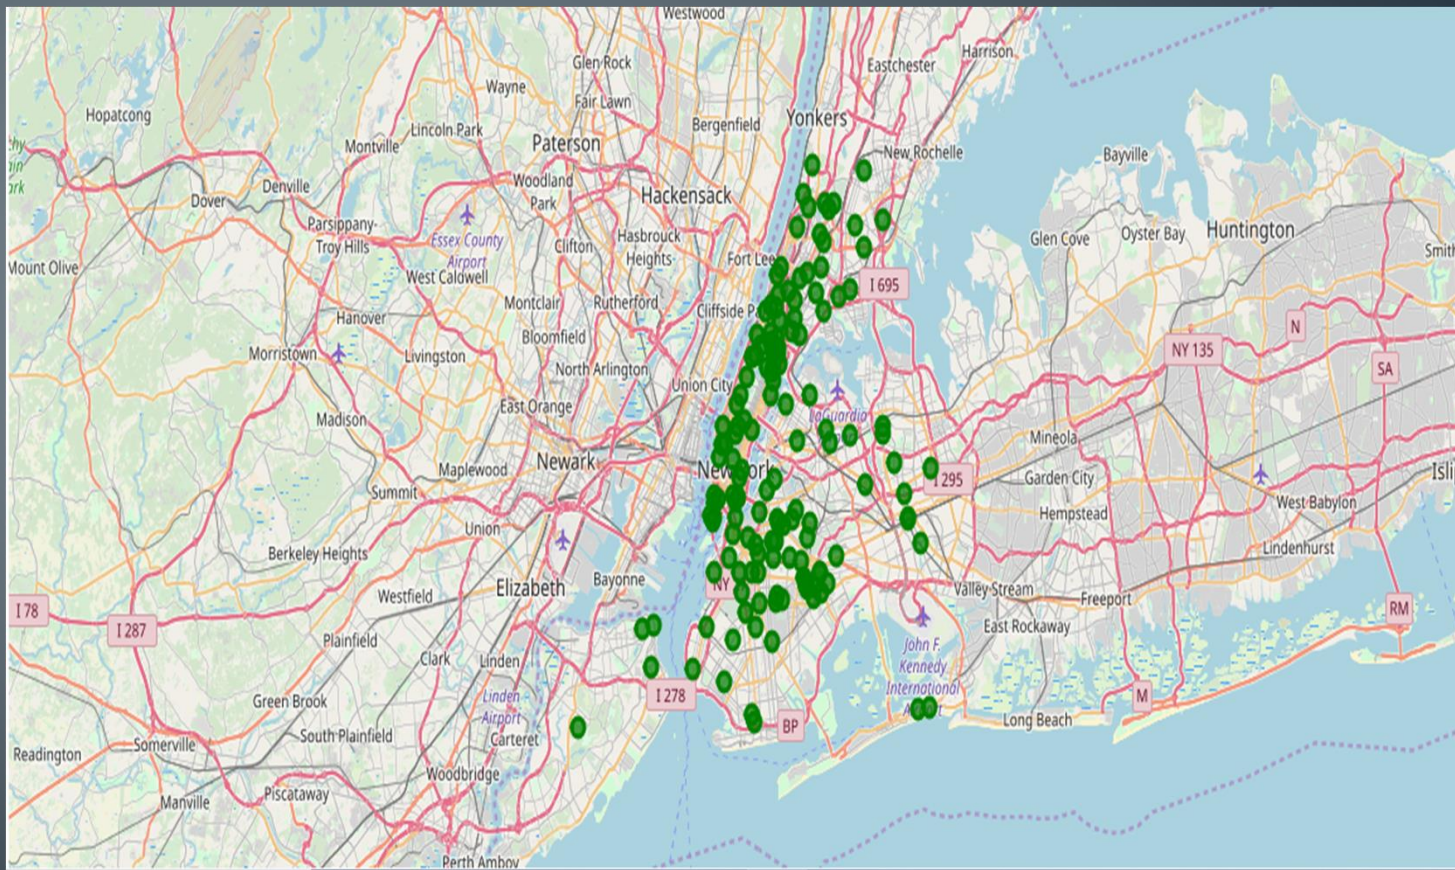 Westwood
Harrison
Glen Rock
Eastchester
Wayne
Fair Lawn
Hopatcong
Yonkers
Bergenfield
Lincoln Park
Paterson
Montville
New Rochelle
Bayville
Denville
Woodland
Park
Hackensack
Dover
Parsippany-
Troy Hills
Essex County
Airport
Clifton
Hasbrouck
Heights
Glen Cove
Oyster Bay
Huntington
Mount Olive
West Caldwell
Fort Lee
I 695
Montclair
Rutherford
Cliffside P
Hanover
Bloomfield
N
Morristown
Livingston
NY 135
North Arlington
SA
Union City
East Orange
LaGuardia
Madison
Mineola
Maplewood
Newark
New York
I 295
Garden City
Summit
Hempstead
West Babylon
Union
Berkeley Heights
Lindenhurst
Elizabeth
Bayonne
NY
Valley Stream
Freeport
Westfield
I 78
I 287
RM
East Rockaway
Plainfield
John F.
Kennedy
International
Clark
Linden
Green Brook
Linden
Airport
I 278
M
Long Beach
BP
South Plainfield
Carteret
Somerville
Readington
Woodbridge
Manville
Piscataway
Perth Amboy